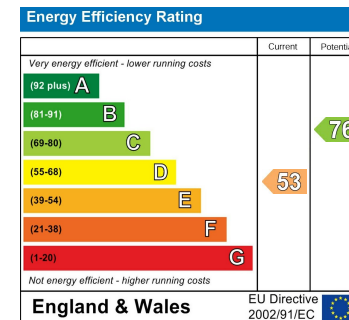 Energy Efficiency Rating
Current Potenti
Very energy efficient - lower running costs
(92 plus) A
(81-91) B
(69-80) C
76
(55-68) D
53
(39-54) E
(21-38) F
(1-20) G
Not energy efficient - higher running costs
England & Wales
EU Directive
2002/91/EC